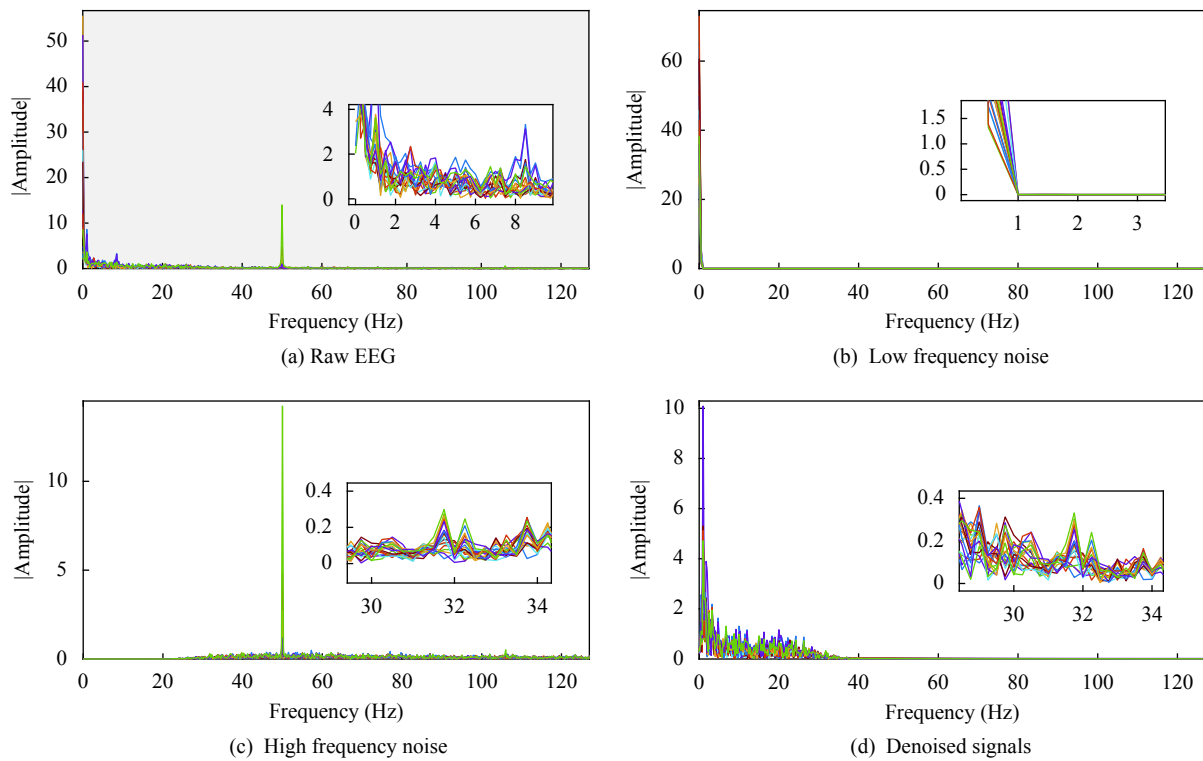 50
40
30
20
10
0
|Amplitude|
4
2
0
0 2 4 6 8
0 20 40 60 80 100 120
Frequency (Hz)
(a) Raw EEG
60
40
20
0
|Amplitude|
1.5
1.0
0.5
0
1 2 3
0 20 40 60 80 100 120
Frequency (Hz)
(b) Low frequency noise
10
5
0
|Amplitude|
0.4
0.2
0
30 32 34
0 20 40 60 80 100 120
Frequency (Hz)
(c) High frequency noise
10
8
6
4
2
0
|Amplitude|
0.4
0.2
0
30 32 34
0 20 40 60 80 100 120
Frequency (Hz)
(d) Denoised signals